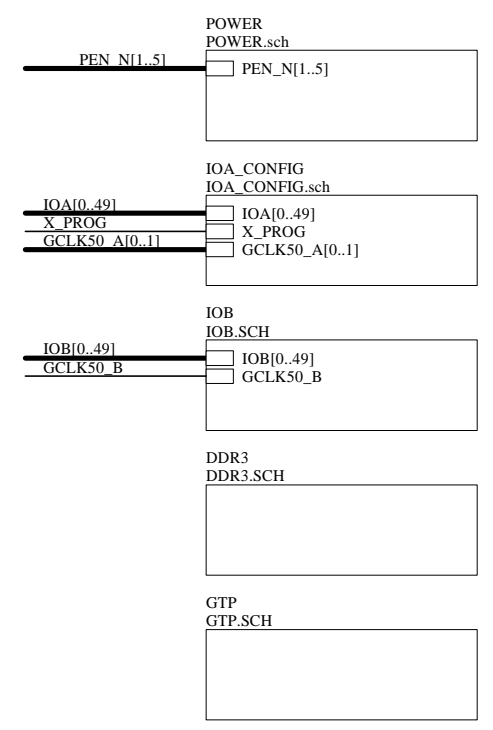 POWER
POWER.sch
PEN_N[1..5]
PEN_N[1..5]
IOA_CONFIG
IOA_CONFIG.sch
IOA[0..49]
IOA[0..49]
X_PROG
X_PROG
GCLK50_A[0..1]
GCLK50_A[0..1]
IOB
IOB.SCH
IOB[0..49]
IOB[0..49]
GCLK50_B
GCLK50_B
DDR3
DDR3.SCH
GTP
GTP.SCH